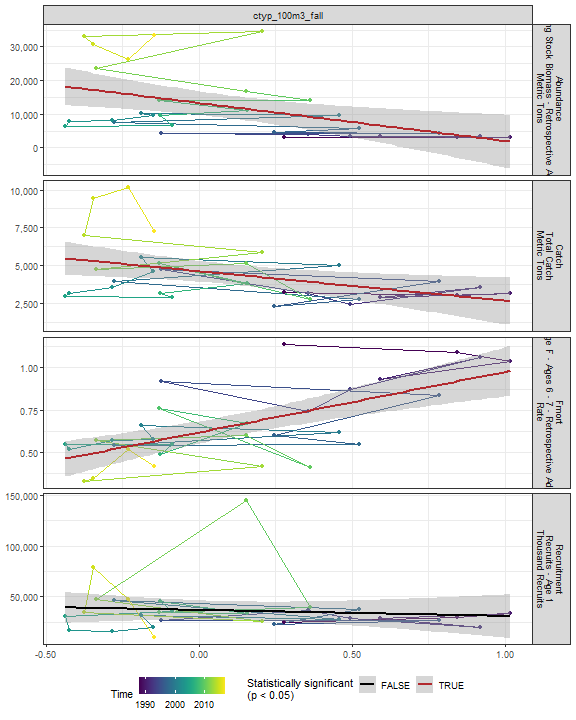 ctyp_100m3_fall
30,000
20,000
10,000
0
Abundance
ng Stock Biomass - Retrospective A
Metric Tons
10,000
7,500
5,000
2,500
Catch
Total Catch
Metric Tons
1.00
0.75
0.50
Fmort
ge F - Ages 6 - 7 - Retrospective Ad
Rate
150,000
100,000
50,000
Recruitment
Recruits - Age 1
Thousand Recruits
-0.50
0.00
0.50
1.00
Time
1990 2000 2010
Statistically significant
(p < 0.05)
FALSE
TRUE